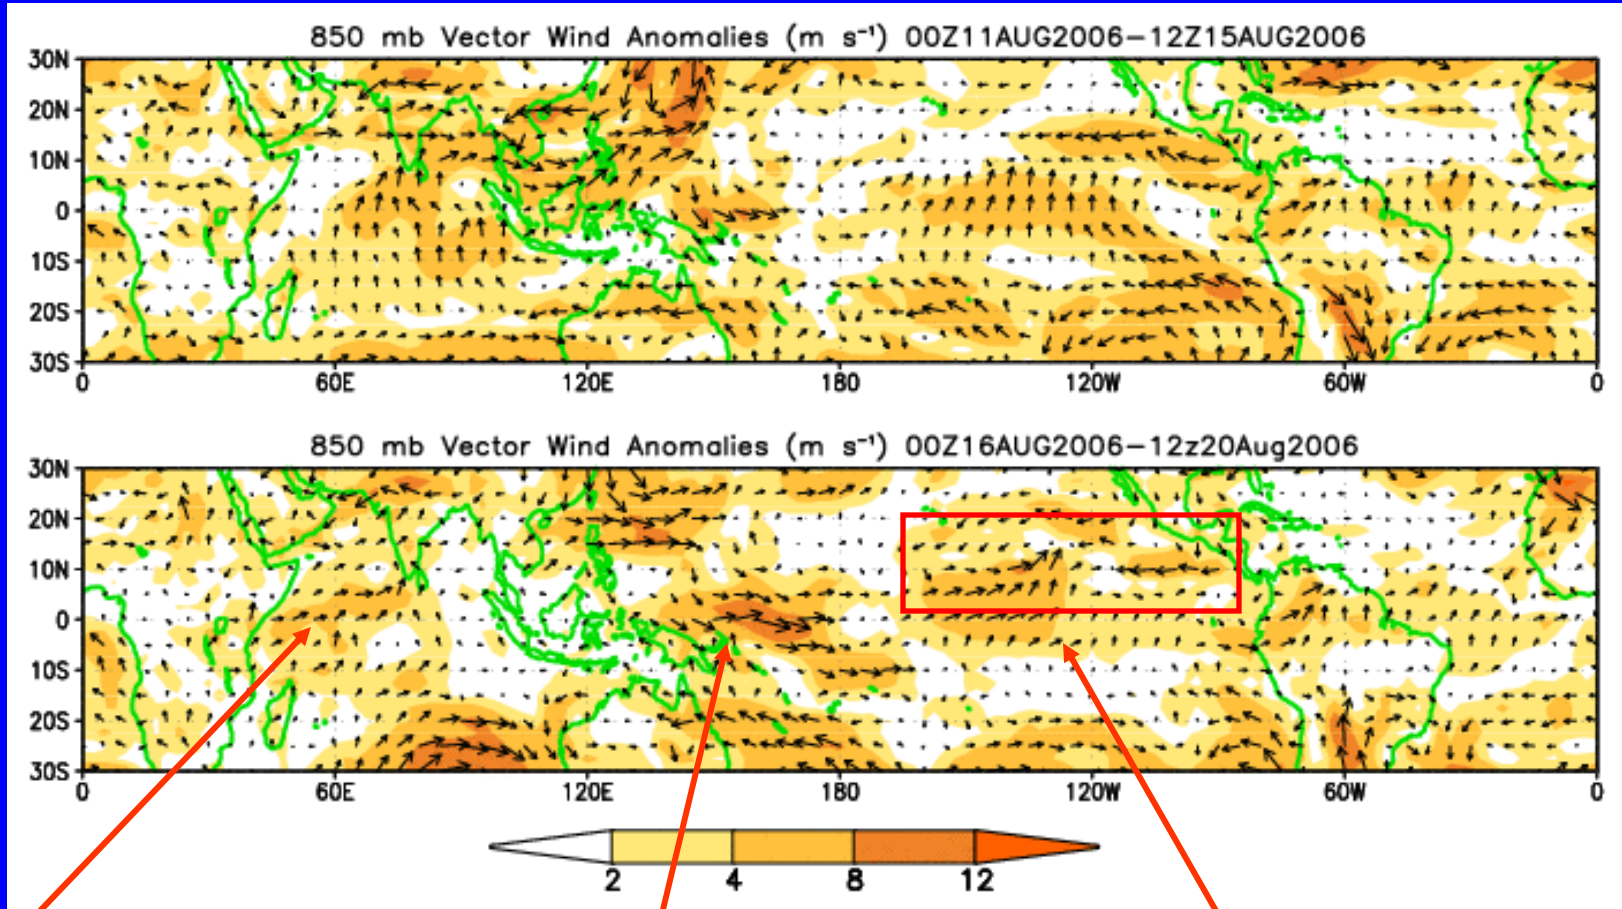 850 mb Vector Wind Anomalies (m s⁻¹) 00Z11AUG2006–12Z15AUG2006
30N
20N
10N
0
10S
20S
30S
0 60E 120E 180 120W 60W 0
850 mb Vector Wind Anomalies (m s⁻¹) 00Z16AUG2006–12z20Aug2006
30N
20N
10N
0
10S
20S
30S
0 60E 120E 180 120W 60W 0
2 4 8 12